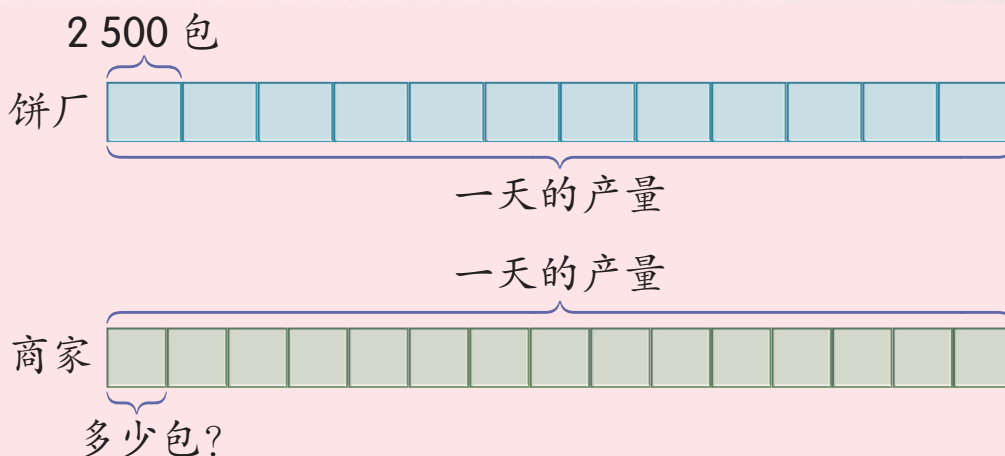 2 500 包
饼厂
一天的产量
一天的产量
商家
多少包?